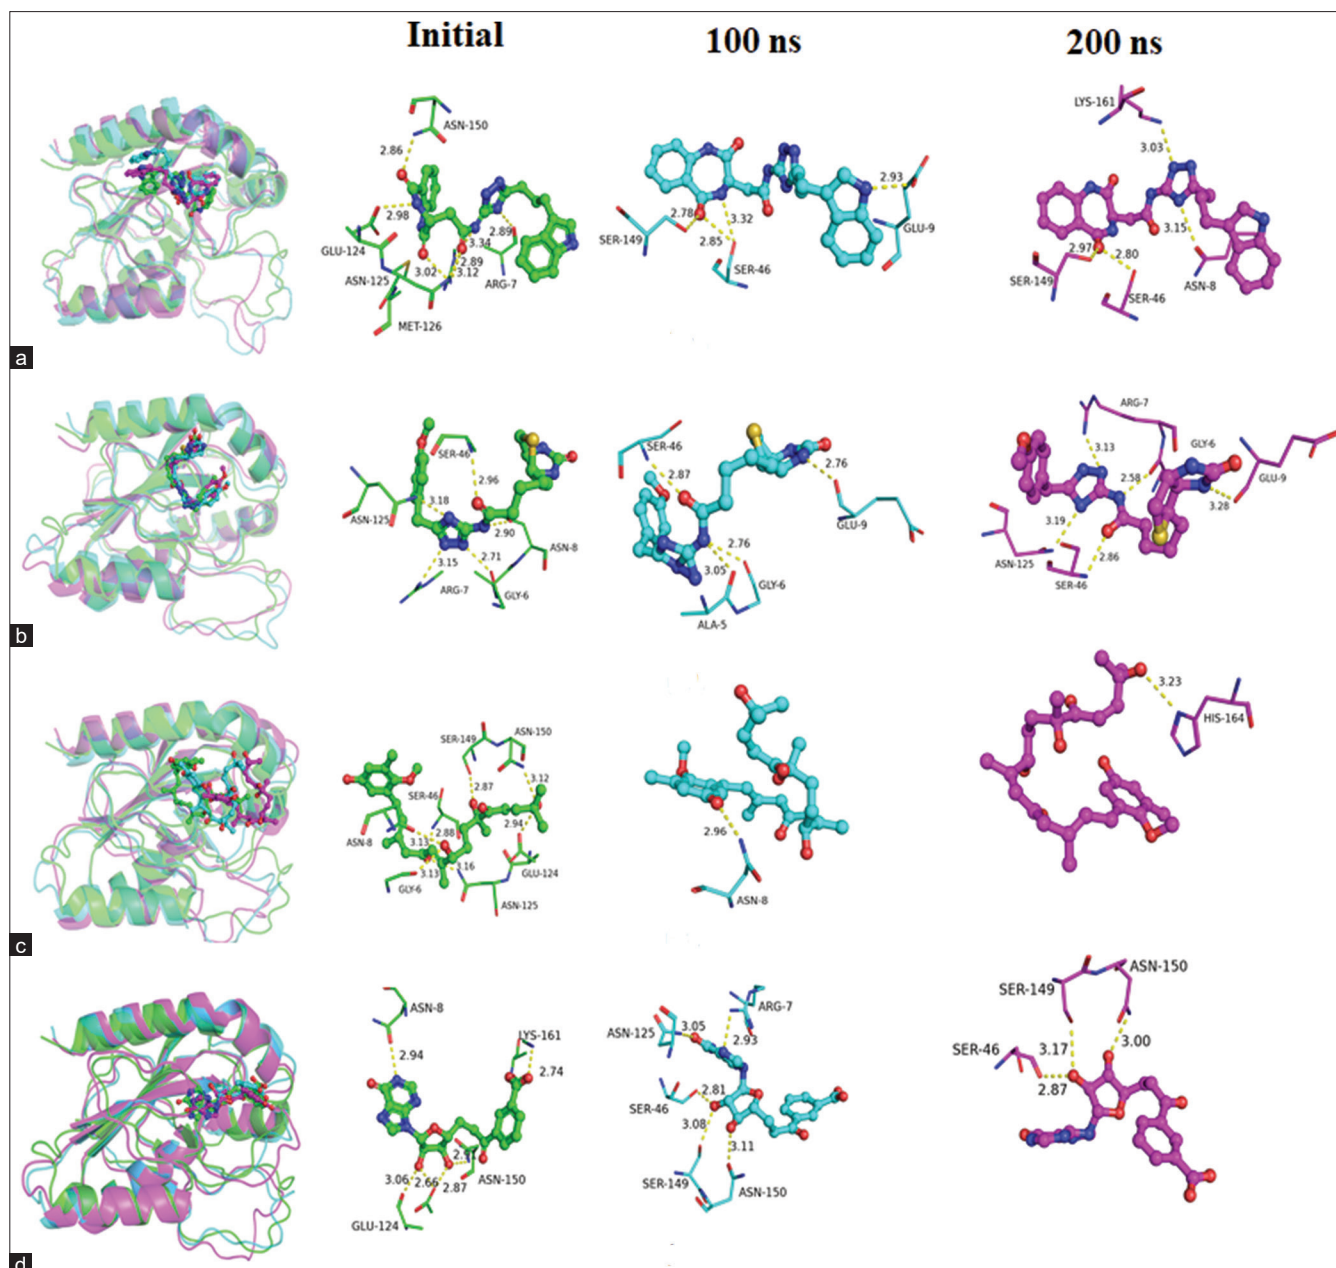 Initial
100 ns
200 ns
ASN-150
2.86
2.98
GLU-124
ASN-125
MET-126
3.02
3.12
2.89
3.34
2.89
ARG-7
2.78
3.32
2.85
2.93
SER-149
SER-46
GLU-9
LYS-161
3.03
3.15
2.97
2.80
SER-149
SER-46
ASN-8
a
SER-46
2.96
3.18
ASN-125
2.90
3.15
2.71
ASN-8
ARG-7
GLY-6
SER-46
2.87
2.76
GLU-9
2.76
3.05
GLY-6
ALA-5
ARG-7
3.13
GLY-6
2.58
GLU-9
3.28
3.19
2.86
ASN-125
SER-46
b
SER-149
ASN-150
2.87
3.12
SER-46
2.88
2.94
ASN-8
3.13
3.13
3.16
GLU-124
GLY-6
ASN-125
2.96
ASN-8
3.23
HIS-164
c
ASN-8
LYS-161
2.94
2.74
2.91
3.06
2.66
2.87
ASN-150
GLU-124
ARG-7
ASN-125
3.05
2.93
2.81
SER-46
3.08
3.11
SER-149
ASN-150
ASN-150
SER-149
SER-46
3.17
3.00
2.87
d